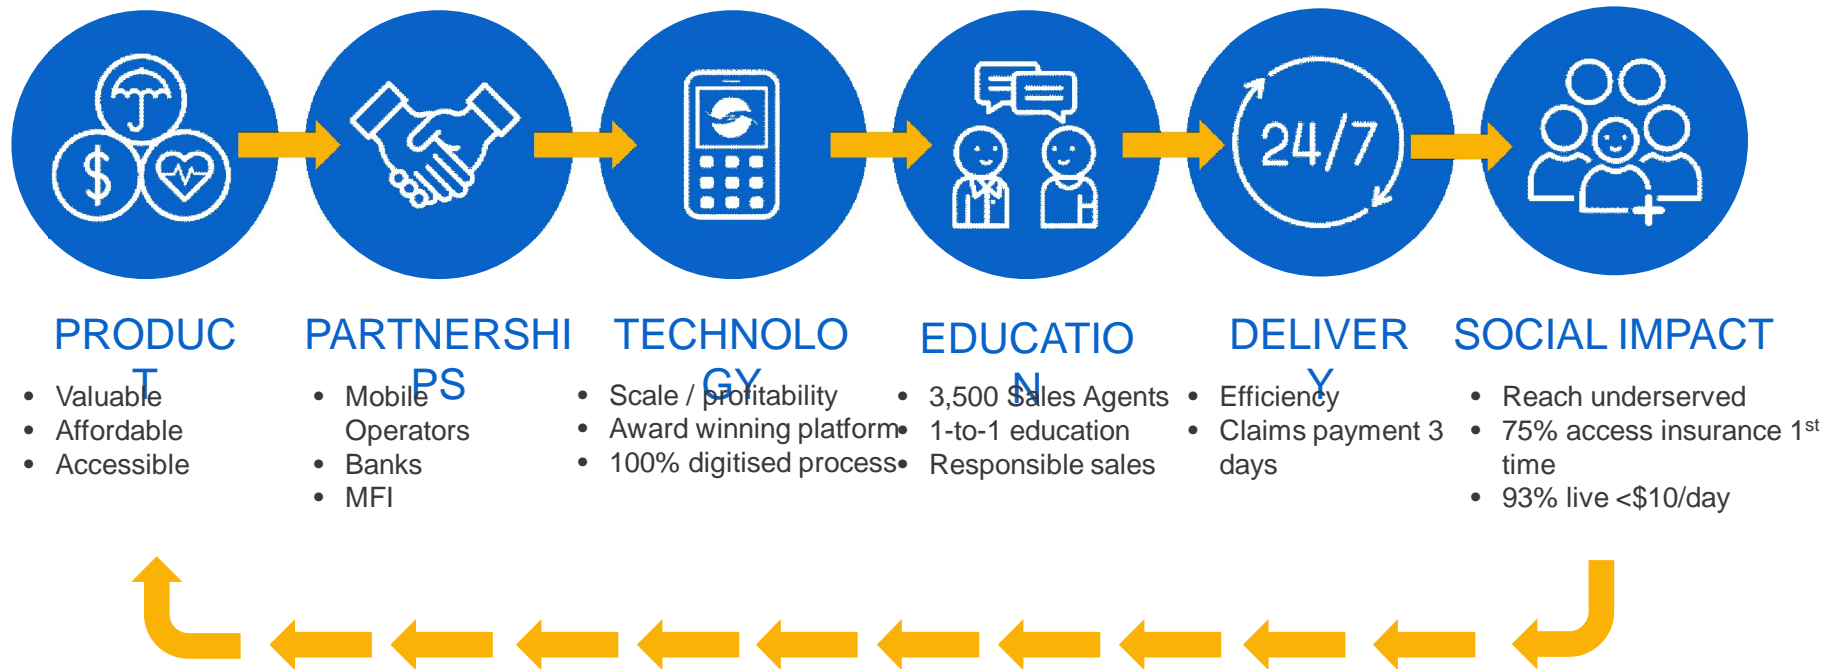 24/7
PRODUC
T
• Valuable
• Affordable
• Accessible
PARTNERSHI
PS
• Mobile
Operators
• Banks
• MFI
TECHNOLO
GY
• Scale / profitability
• Award winning platform
• 100% digitised process
EDUCATIO
N
• 3,500 Sales Agents
• 1-to-1 education
• Responsible sales
DELIVER
Y
• Efficiency
• Claims payment 3
days
SOCIAL IMPACT
• Reach underserved
• 75% access insurance 1st
time
• 93% live <$10/day